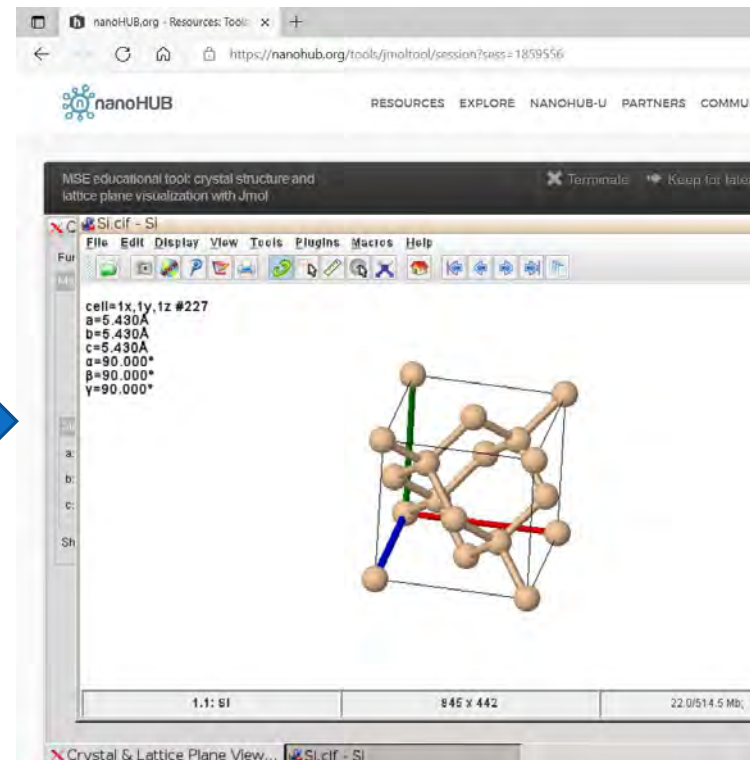 nanoHUB.org - Resources: Tool:
https://nanohub.org/tools/jmoltool/session?sess=1859556
nanoHUB
RESOURCES EXPLORE NANOHUB-U PARTNERS COMMU
MSE educational tool: crystal structure and
lattice plane visualization with Jmol
Terminate Keep for later
C
Si.cif - Si
File Edit Display View Tools Plugins Macros Help
Fur
cell=1x,1y,1z #227
a=5.430Å
b=5.430Å
c=5.430Å
α=90.000°
β=90.000°
γ=90.000°
a:
b:
c:
Sh
1.1: Si
845 x 442
22.0/514.5 Mb;
Crystal & Lattice Plane View...
Si.cif - Si